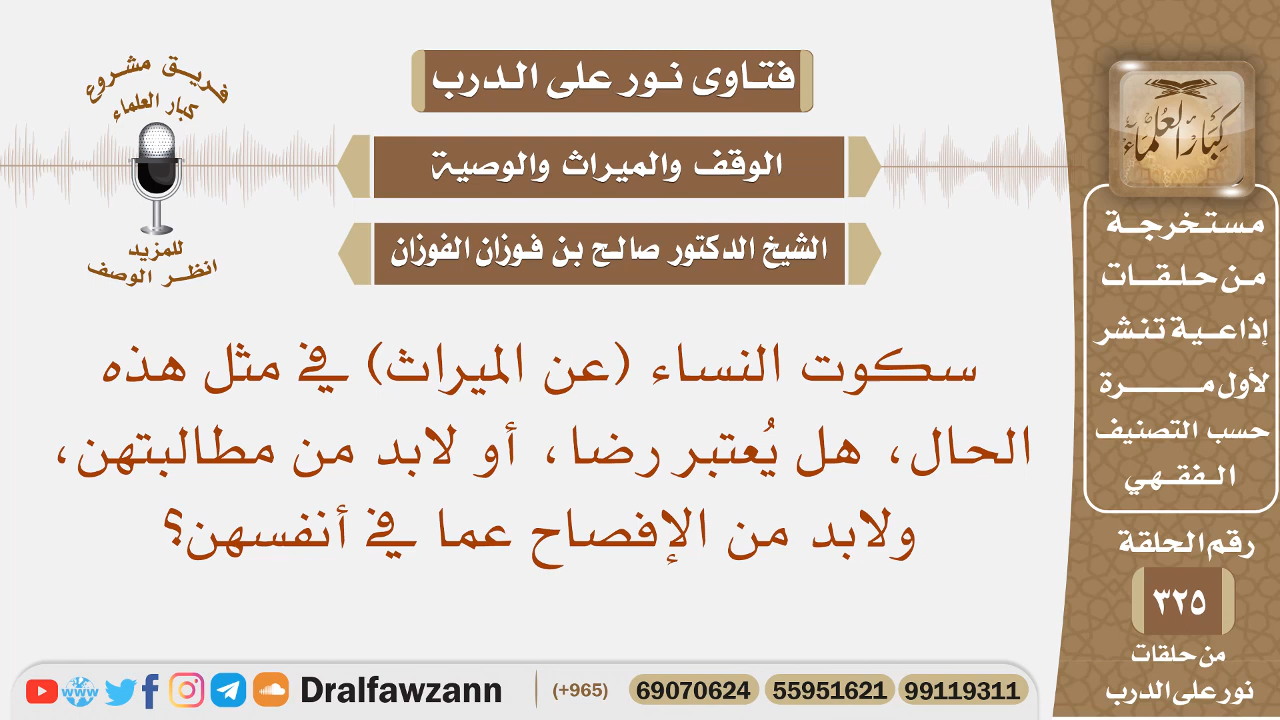 فتاوى نور على الدرب
الوقف والميراث والوصية
الشيخ الدكتور صالح بن فوزان الفوزان
فريق مشروع
كبار العلماء
للمزيد
انظر الوصف
سكوت النساء (عن الميراث) في مثل هذه
الحال، هل يُعتبر رضا، أو لابد من مطالبتهن،
ولابد من الإفصاح عما في أنفسهن؟
كبار العلماء
مستخرجة
من حلقات
إذاعية تنشر
لأول مرة
حسب التصنيف
الفقهي
رقم الحلقة
٣٢٥
من حلقات
نور على الدرب
www
Dralfawzann
(+965) 69070624 55951621 99119311